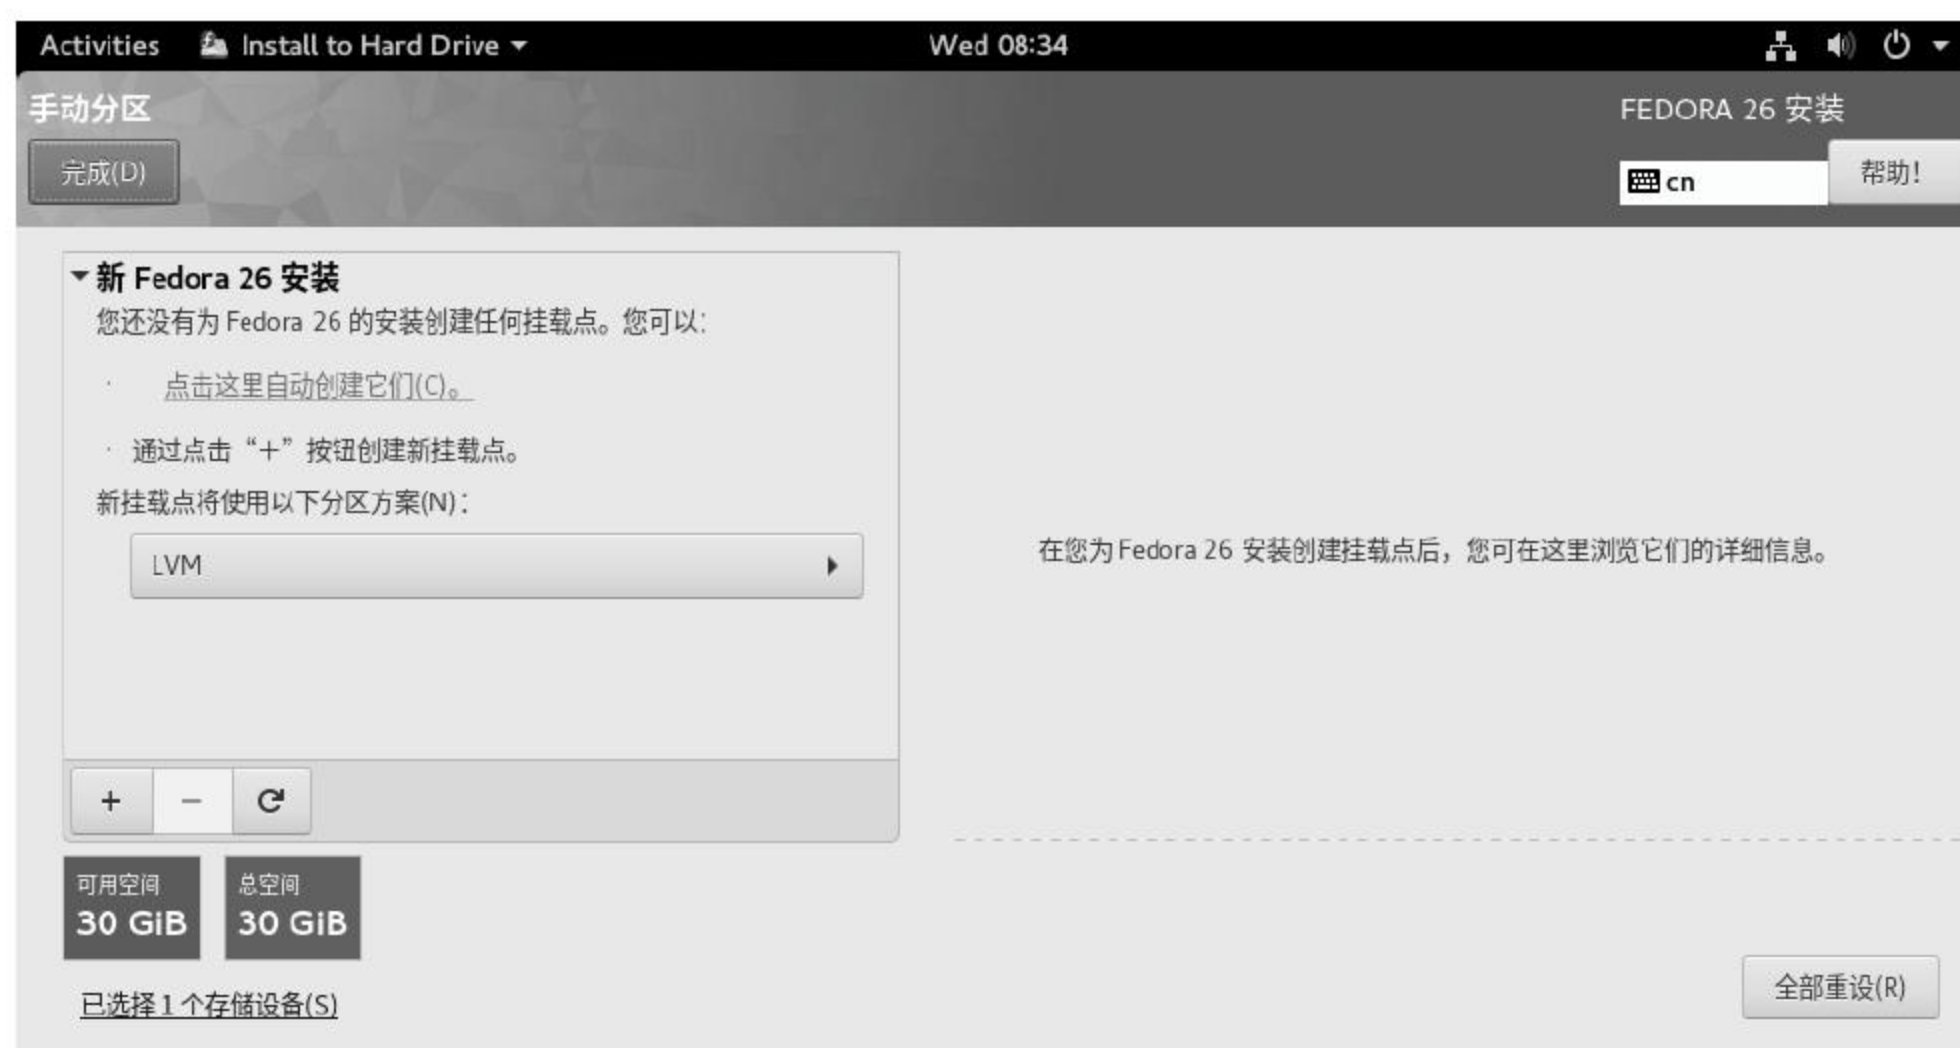 Activities Install to Hard Drive Wed 08:34
手动分区
FEDORA 26 安装
完成(D)
cn
帮助!
新 Fedora 26 安装
您还没有为 Fedora 26 的安装创建任何挂载点。您可以:
· 点击这里自动创建它们(C)。
· 通过点击“+”按钮创建新挂载点。
新挂载点将使用以下分区方案(N):
LVM
在您为 Fedora 26 安装创建挂载点后，您可在这里浏览它们的详细信息。
+ −
可用空间
30 GiB
总空间
30 GiB
已选择 1 个存储设备(S)
全部重设(R)